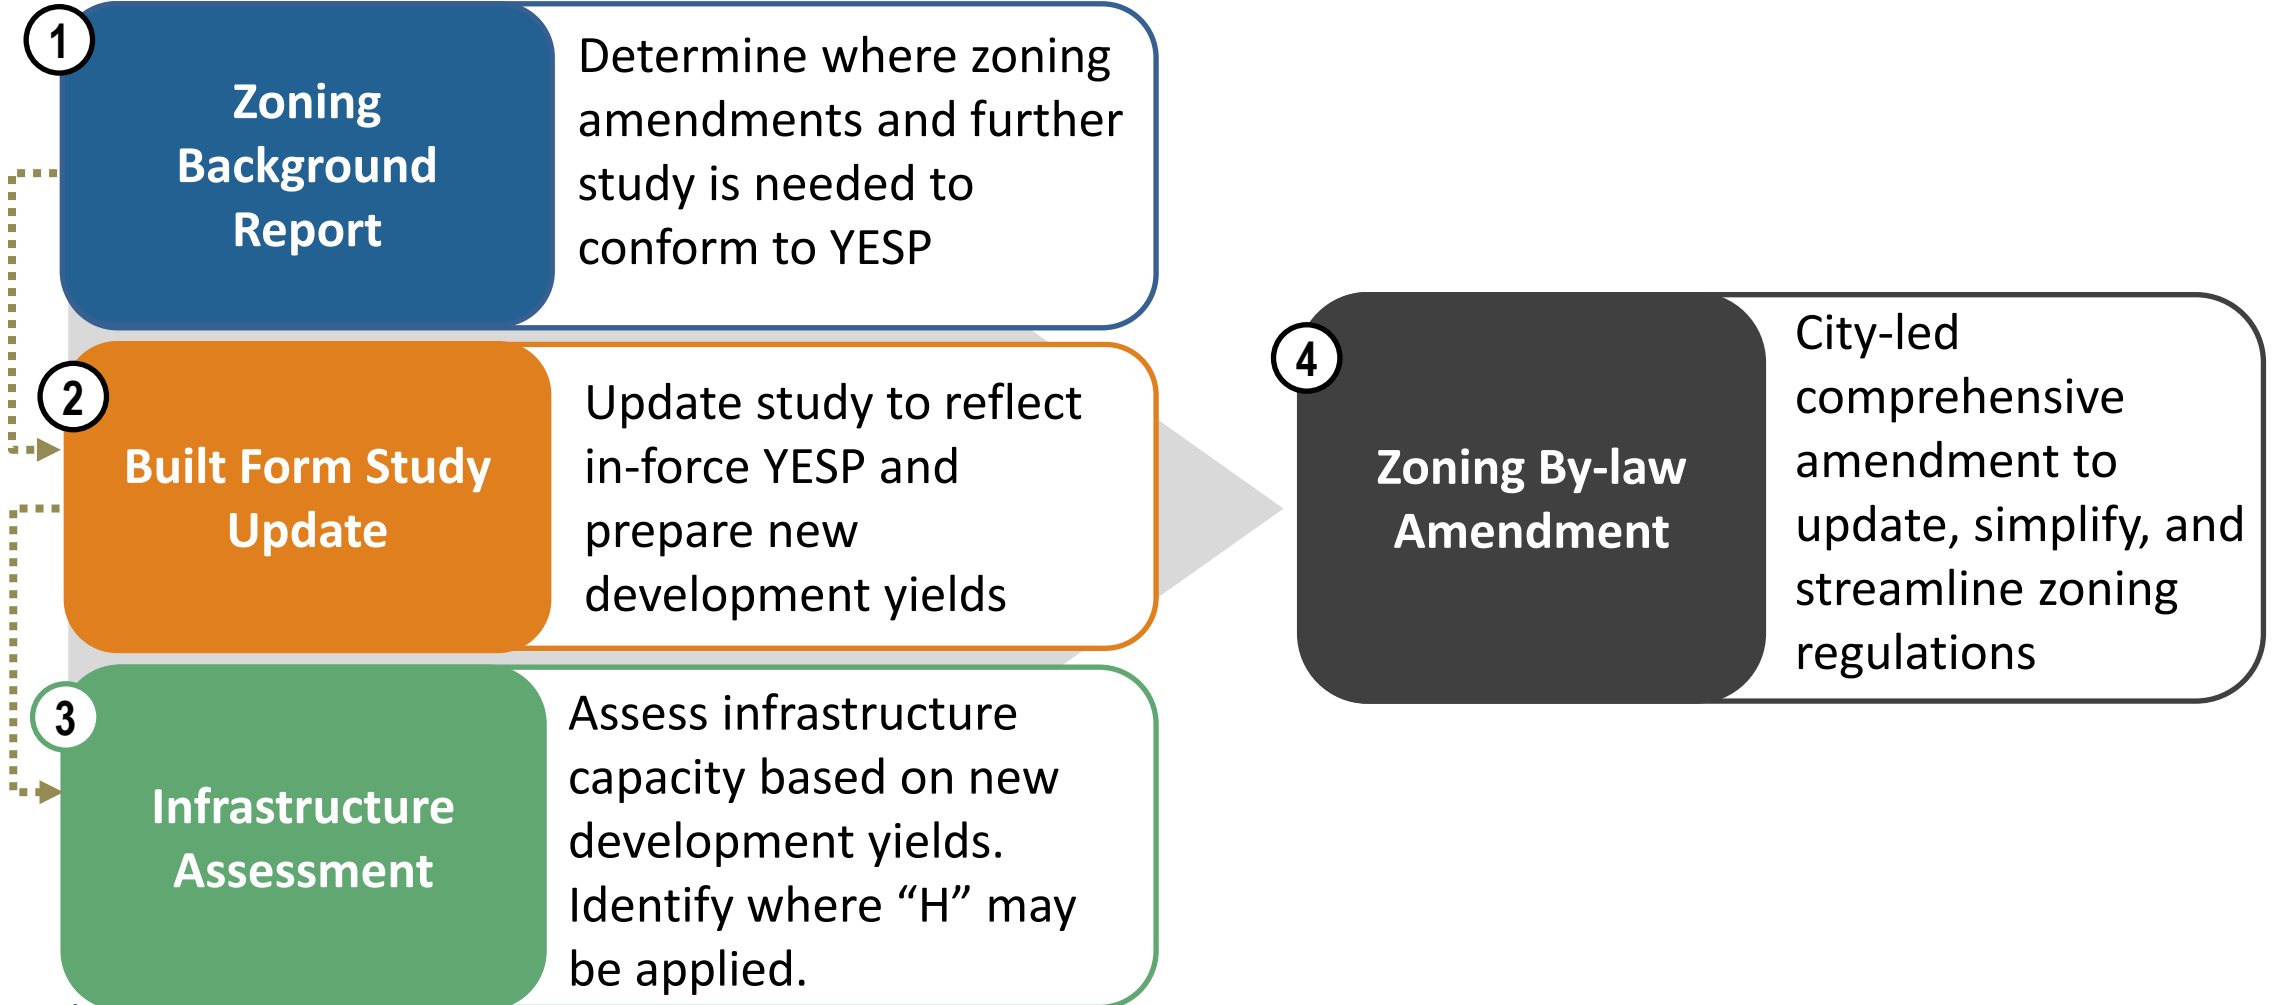 1
Zoning
Background
Report
Determine where zoning
amendments and further
study is needed to
conform to YESP
2
Built Form Study
Update
Update study to reflect
in-force YESP and
prepare new
development yields
3
Infrastructure
Assessment
Assess infrastructure
capacity based on new
development yields.
Identify where “H” may
be applied.
4
Zoning By-law
Amendment
City-led
comprehensive
amendment to
update, simplify, and
streamline zoning
regulations